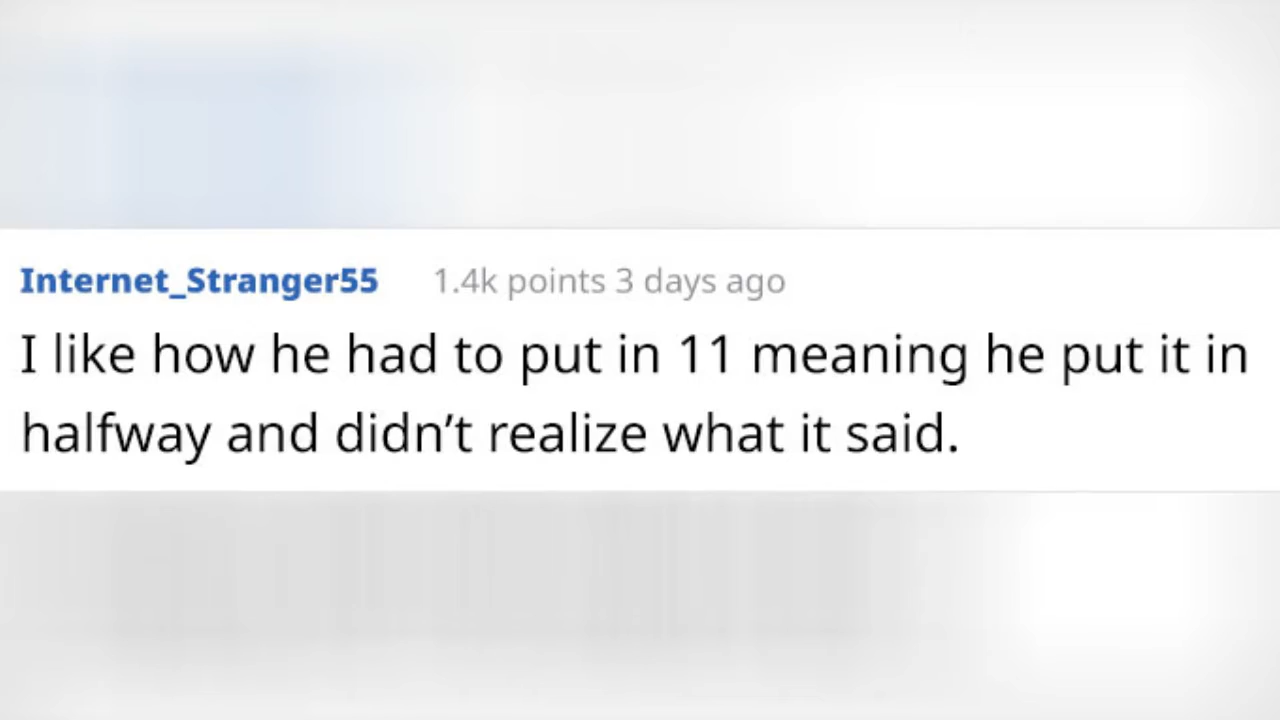 Internet_Stranger55 1.4k points 3 days ago
I like how he had to put in 11 meaning he put it in
halfway and didn’t realize what it said.